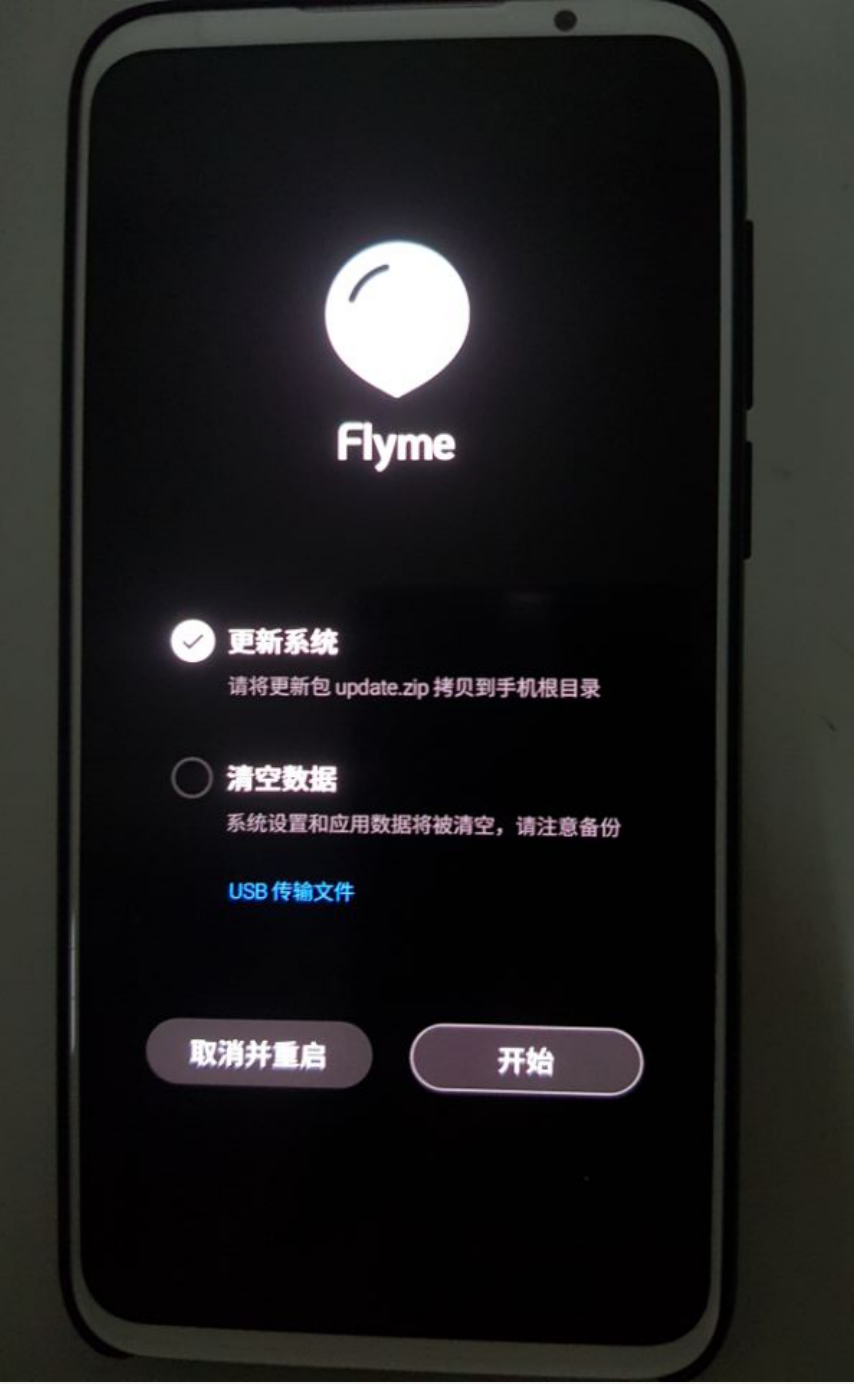 Flyme
更新系统
请将更新包 update.zip 拷贝到手机根目录
清空数据
系统设置和应用数据将被清空，请注意备份
USB 传输文件
取消并重启
开始